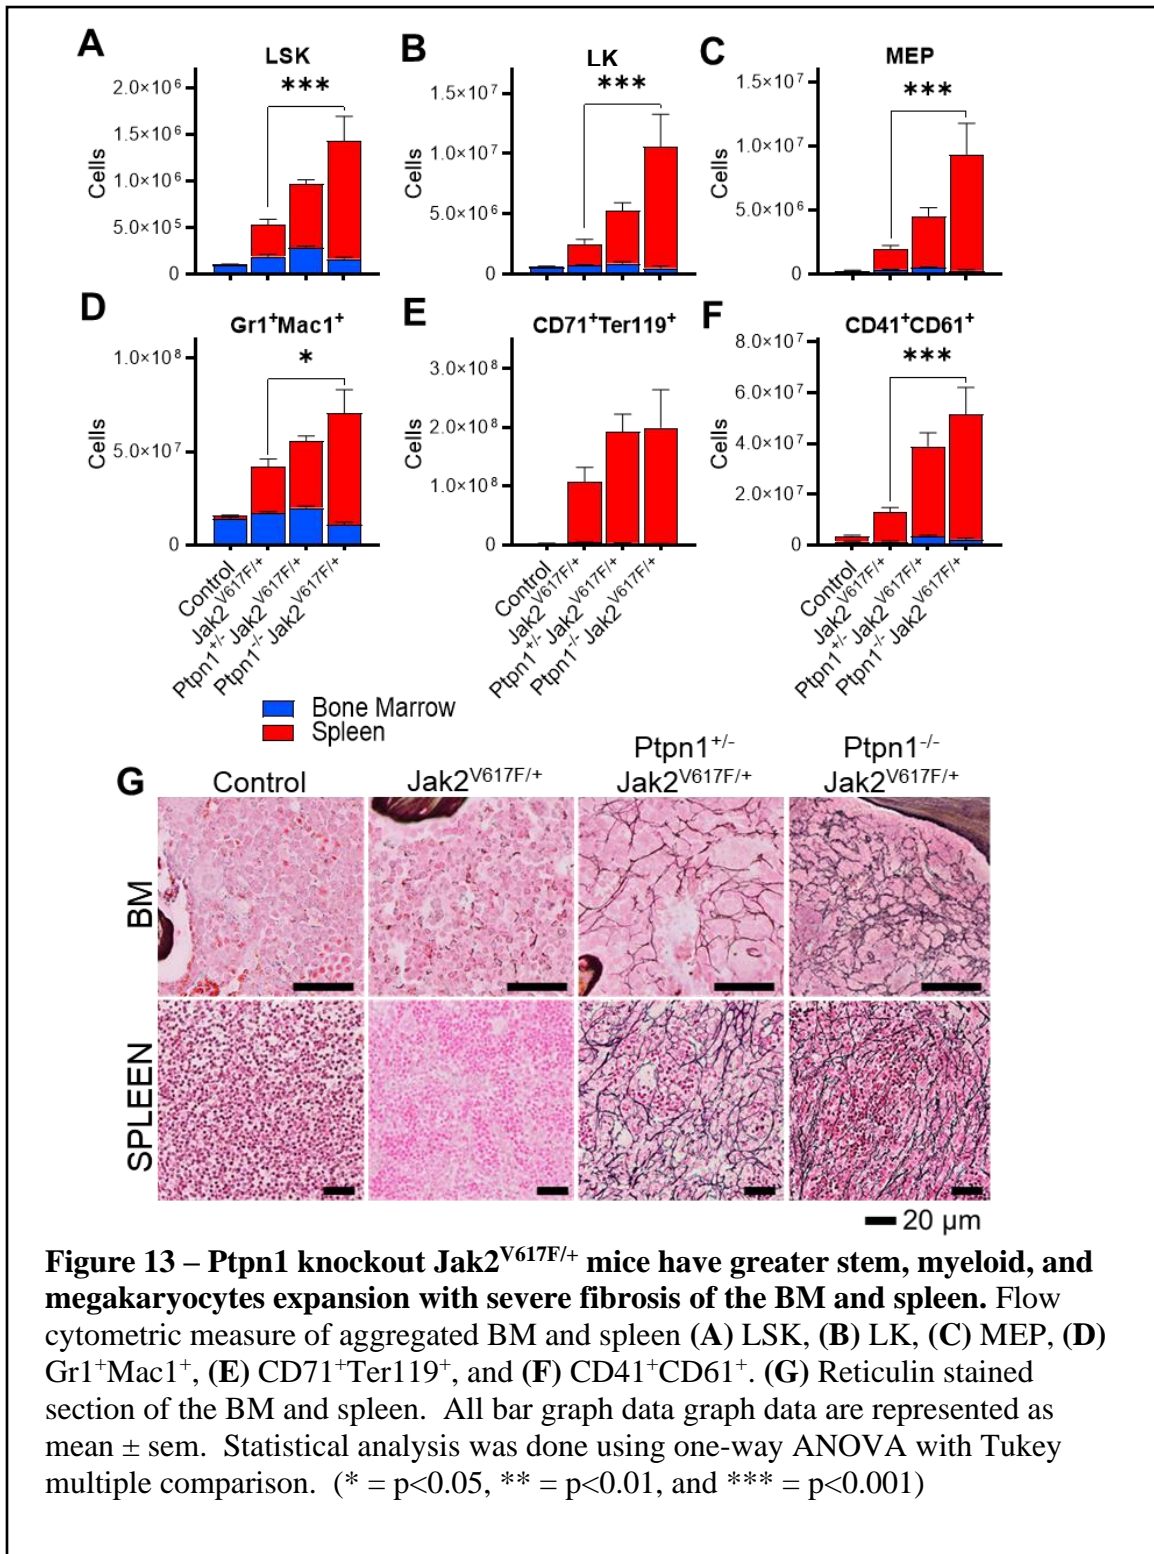 A
LSK
Cells
2.0×10⁶
1.5×10⁶
1.0×10⁶
5.0×10⁵
0
***
B
LK
Cells
1.5×10⁷
1.0×10⁷
5.0×10⁶
0
***
C
MEP
Cells
1.5×10⁷
1.0×10⁷
5.0×10⁶
0
***
D
Gr1⁺Mac1⁺
Cells
1.0×10⁸
5.0×10⁷
0
*
Control
Jak2ⱽ⁶¹⁷ᶠ/⁺
Ptpn1⁺/⁻ Jak2ⱽ⁶¹⁷ᶠ/⁺
Ptpn1⁻/⁻ Jak2ⱽ⁶¹⁷ᶠ/⁺
E
CD71⁺Ter119⁺
Cells
3.0×10⁸
2.0×10⁸
1.0×10⁸
0
Control
Jak2ⱽ⁶¹⁷ᶠ/⁺
Ptpn1⁺/⁻ Jak2ⱽ⁶¹⁷ᶠ/⁺
Ptpn1⁻/⁻ Jak2ⱽ⁶¹⁷ᶠ/⁺
F
CD41⁺CD61⁺
Cells
8.0×10⁷
6.0×10⁷
4.0×10⁷
2.0×10⁷
0
***
Control
Jak2ⱽ⁶¹⁷ᶠ/⁺
Ptpn1⁺/⁻ Jak2ⱽ⁶¹⁷ᶠ/⁺
Ptpn1⁻/⁻ Jak2ⱽ⁶¹⁷ᶠ/⁺
Bone Marrow
Spleen
G
Control
Jak2ⱽ⁶¹⁷ᶠ/⁺
Ptpn1⁺/⁻
Jak2ⱽ⁶¹⁷ᶠ/⁺
Ptpn1⁻/⁻
Jak2ⱽ⁶¹⁷ᶠ/⁺
BM
SPLEEN
20 µm
Figure 13 – Ptpn1 knockout Jak2ⱽ⁶¹⁷ᶠ/⁺ mice have greater stem, myeloid, and
megakaryocytes expansion with severe fibrosis of the BM and spleen. Flow
cytometric measure of aggregated BM and spleen (A) LSK, (B) LK, (C) MEP, (D)
Gr1⁺Mac1⁺, (E) CD71⁺Ter119⁺, and (F) CD41⁺CD61⁺. (G) Reticulin stained
section of the BM and spleen. All bar graph data graph data are represented as
mean ± sem. Statistical analysis was done using one-way ANOVA with Tukey
multiple comparison. (* = p<0.05, ** = p<0.01, and *** = p<0.001)